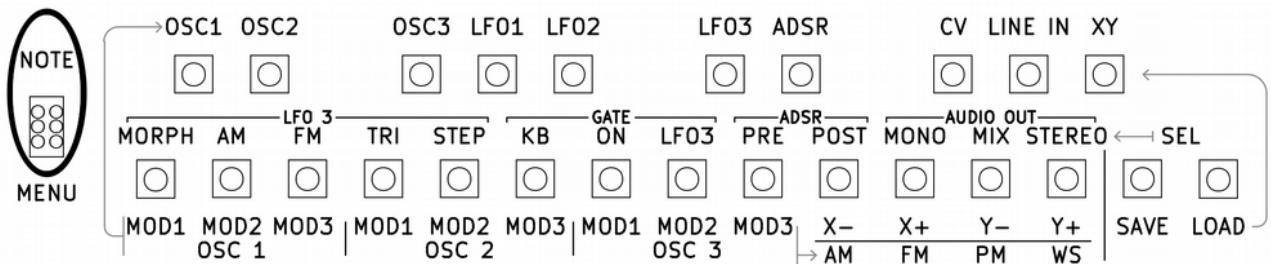 NOTE
MENU
OSC1 OSC2 OSC3 LFO1 LFO2 LFO3 ADSR CV LINE IN XY
LFO 3 GATE ADSR AUDIO OUT
MORPH AM FM TRI STEP KB ON LFO3 PRE POST MONO MIX STEREO SEL
MOD1 MOD2 MOD3 MOD1 MOD2 MOD3 MOD1 MOD2 MOD3 X- X+ Y- Y+ SAVE LOAD
OSC 1 OSC 2 OSC 3 AM FM PM WS